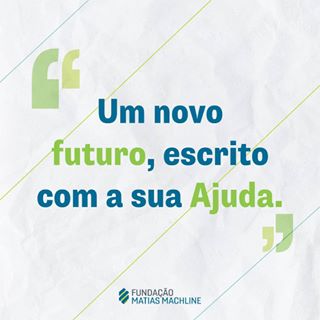 Um novo
futuro, escrito
com a sua Ajuda.
FUNDAÇÃO
MATIAS MACHLINE